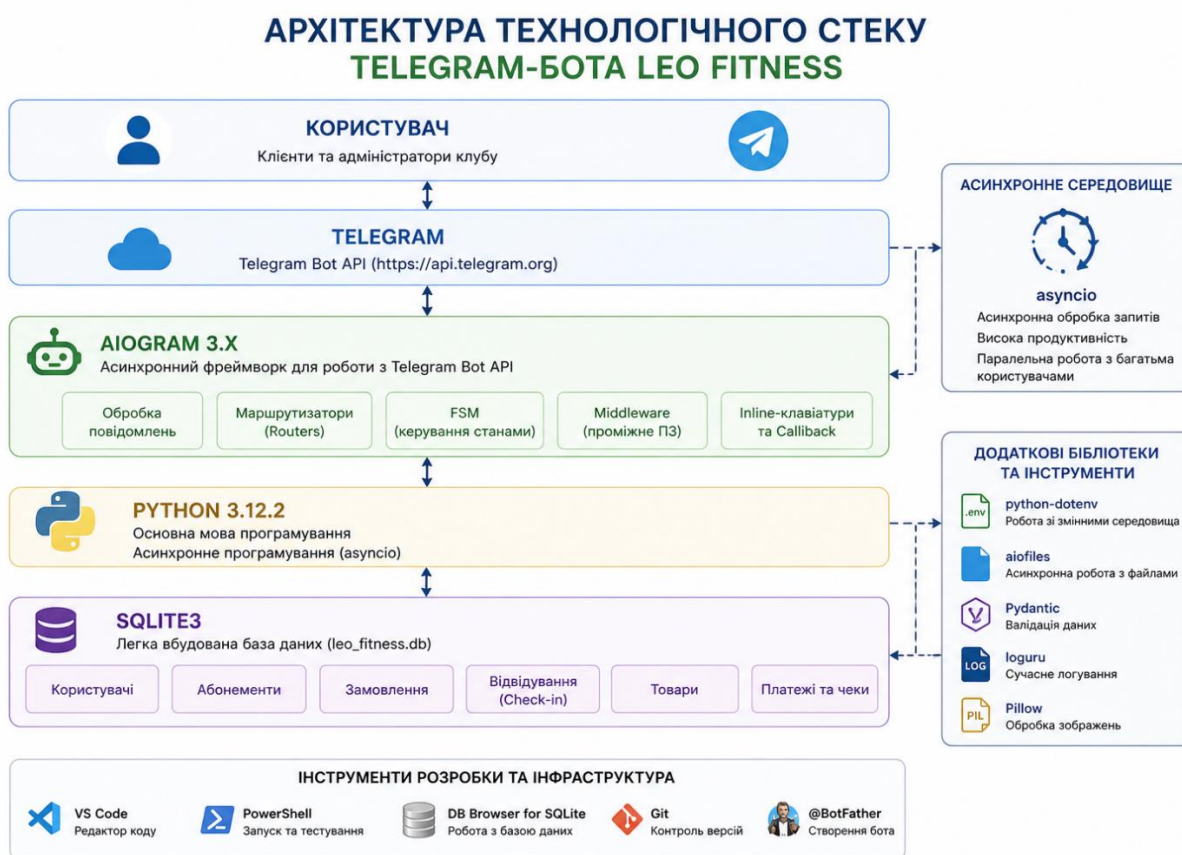 АРХІТЕКТУРА ТЕХНОЛОГІЧНОГО СТЕКУ
TELEGRAM-БОТА LEO FITNESS
КОРИСТУВАЧ
Клієнти та адміністратори клубу
TELEGRAM
Telegram Bot API (https://api.telegram.org)
AIOGRAM 3.X
Асинхронний фреймворк для роботи з Telegram Bot API
Обробка
повідомлень
Маршрутизатори
(Routers)
FSM
(керування станами)
Middleware
(проміжне ПЗ)
Inline-клавіатури
та Callback
PYTHON 3.12.2
Основна мова програмування
Асинхронне програмування (asyncio)
SQLITE3
Легка вбудована база даних (leo_fitness.db)
Користувачі
Абонементи
Замовлення
Відвідування
(Check-in)
Товари
Платежі та чеки
АСИНХРОННЕ СЕРЕДОВИЩЕ
asyncio
Асинхронна обробка запитів
Висока продуктивність
Паралельна робота з багатьма
користувачами
ДОДАТКОВІ БІБЛІОТЕКИ
ТА ІНСТРУМЕНТИ
.env
python-dotenv
Робота зі змінними середовища
aiofiles
Асинхронна робота з файлами
Pydantic
Валідація даних
LOG
loguru
Сучасне логування
PIL
Pillow
Обробка зображень
ІНСТРУМЕНТИ РОЗРОБКИ ТА ІНФРАСТРУКТУРА
VS Code
Редактор коду
PowerShell
Запуск та тестування
DB Browser for SQLite
Робота з базою даних
Git
Контроль версій
@BotFather
Створення бота